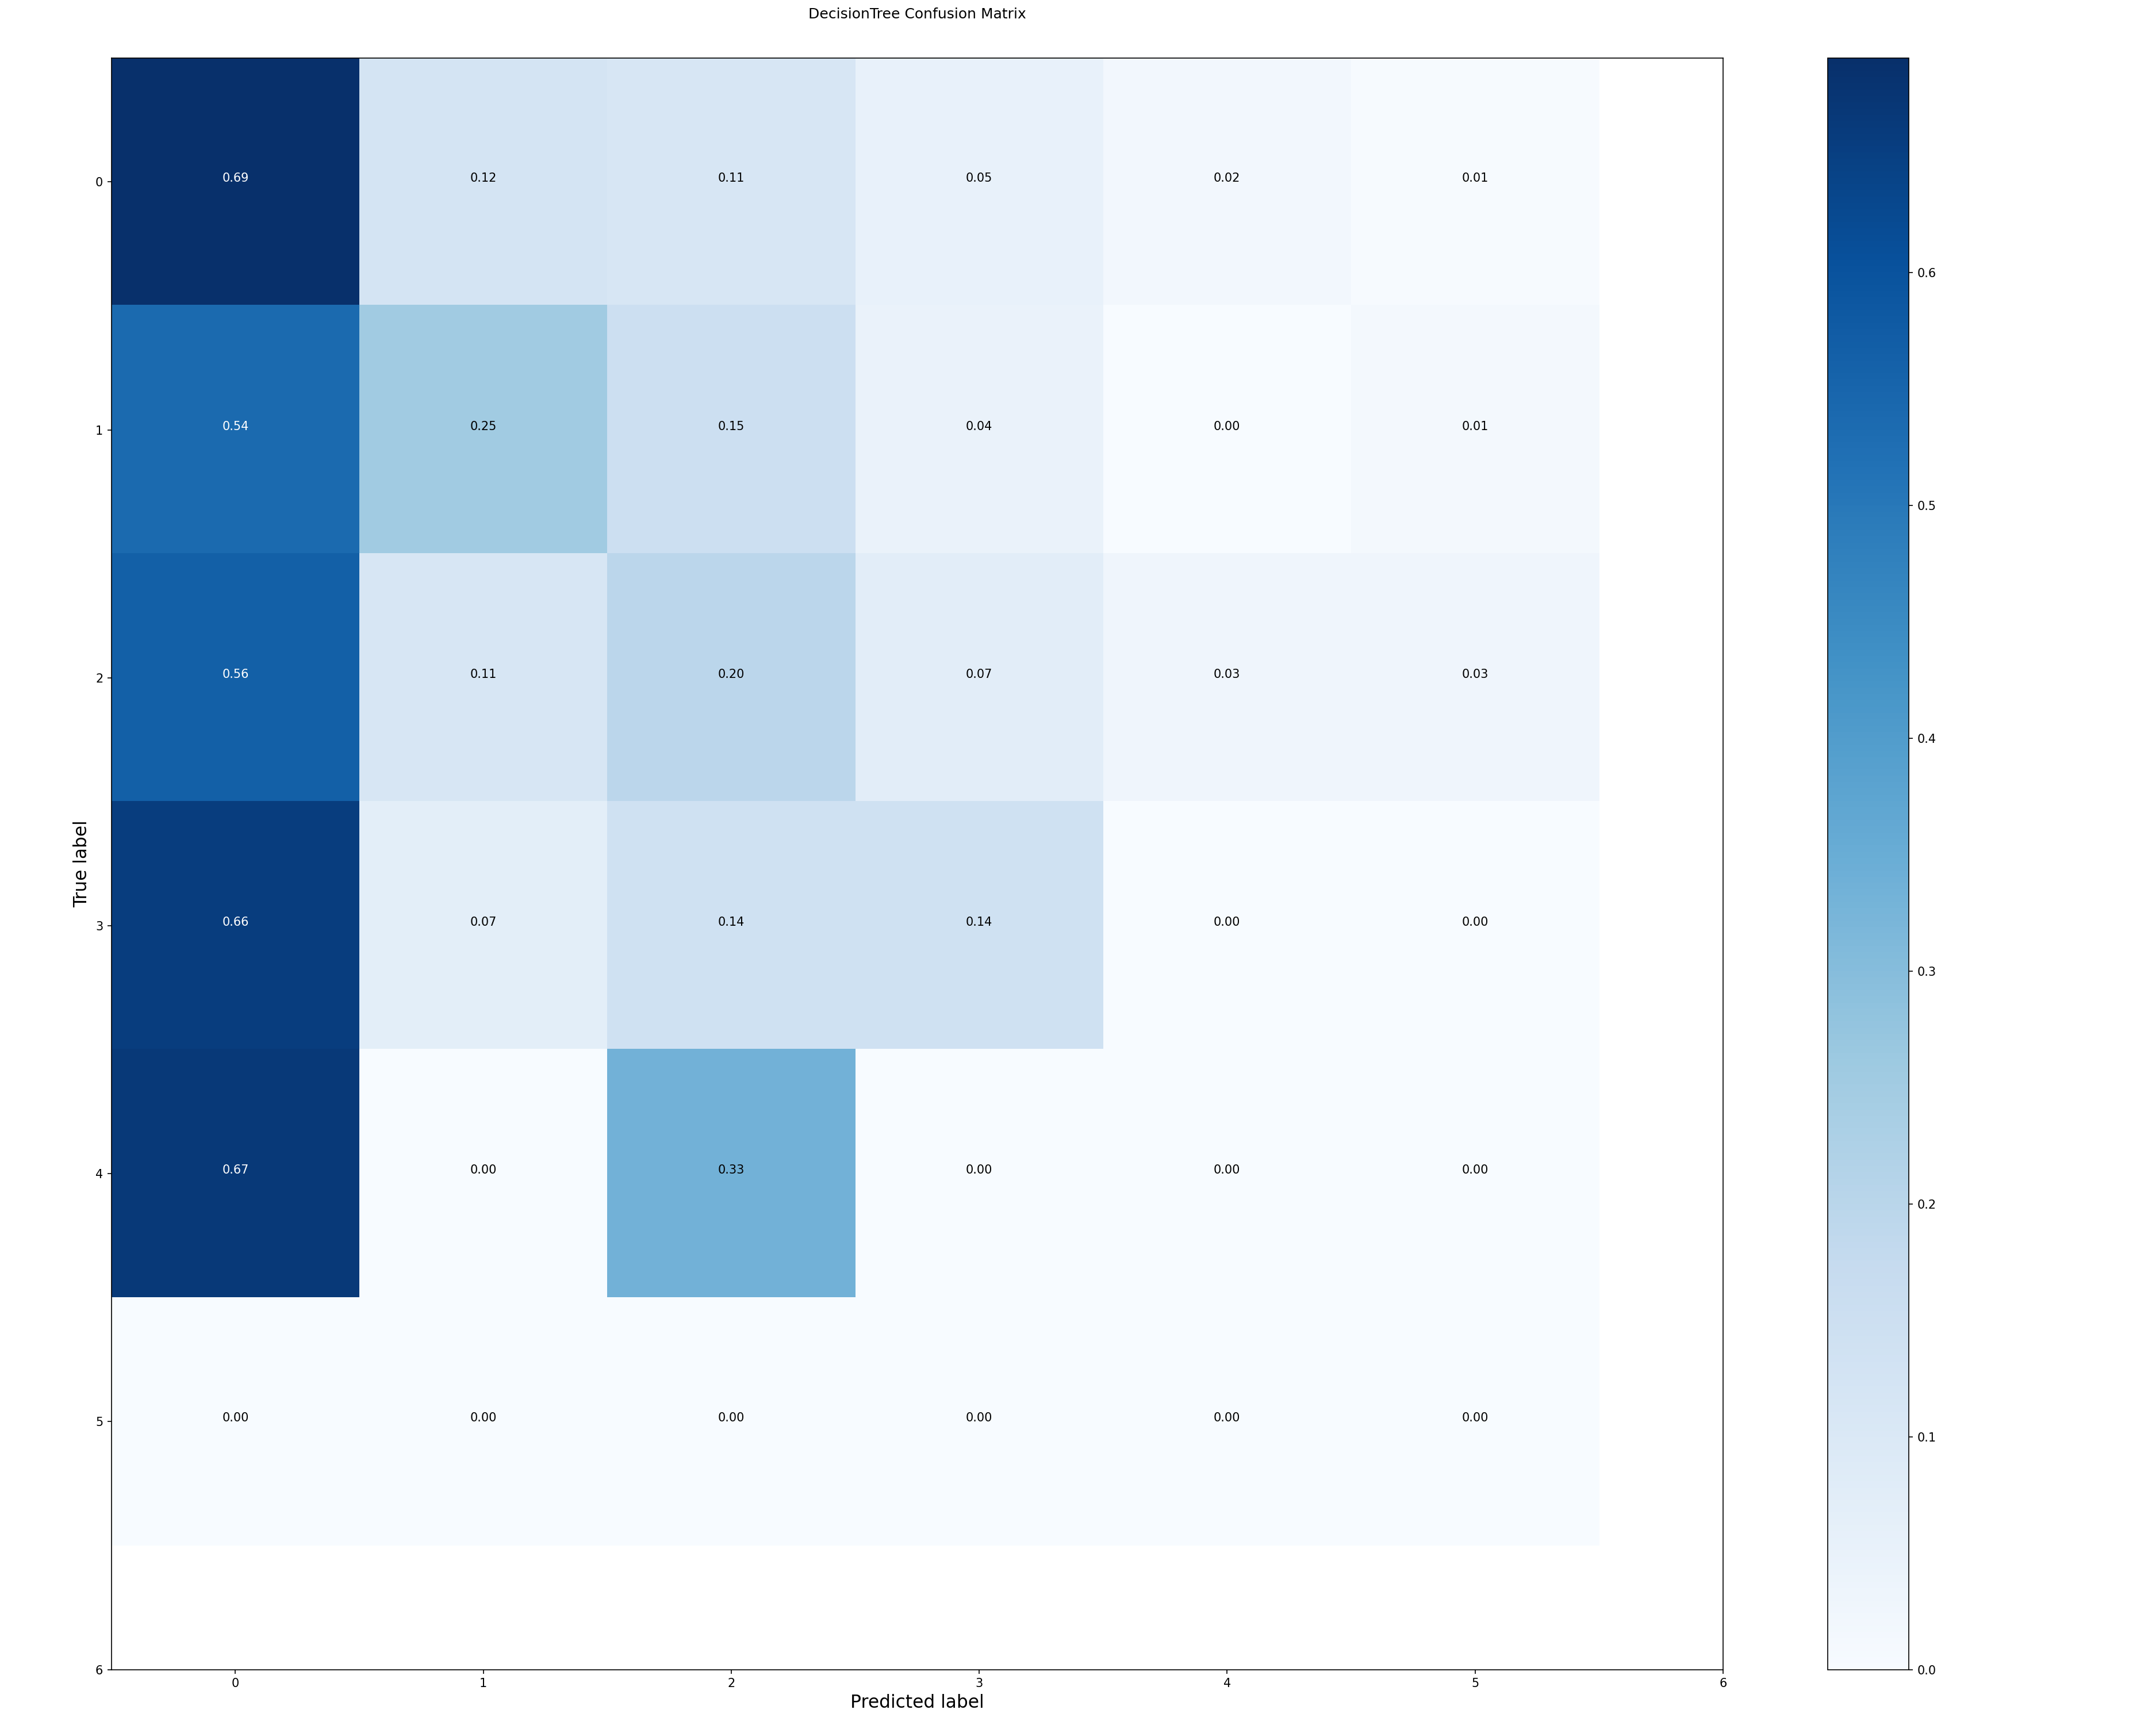 DecisionTree Confusion Matrix
0 0.69 0.12 0.11 0.05 0.02 0.01
1 0.54 0.25 0.15 0.04 0.00 0.01
2 0.56 0.11 0.20 0.07 0.03 0.03
3 0.66 0.07 0.14 0.14 0.00 0.00
4 0.67 0.00 0.33 0.00 0.00 0.00
5 0.00 0.00 0.00 0.00 0.00 0.00
6
0 1 2 3 4 5 6
True label
Predicted label
0.6
0.5
0.4
0.3
0.2
0.1
0.0